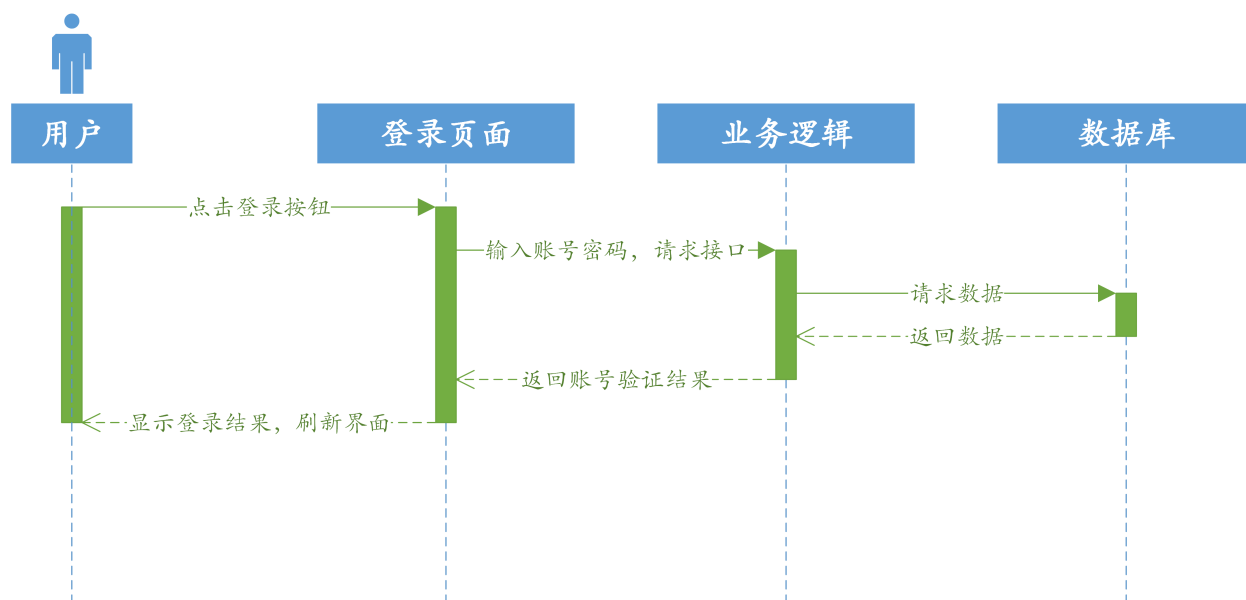 用户
登录页面
业务逻辑
数据库
点击登录按钮
输入账号密码，请求接口
请求数据
返回数据
返回账号验证结果
显示登录结果，刷新界面